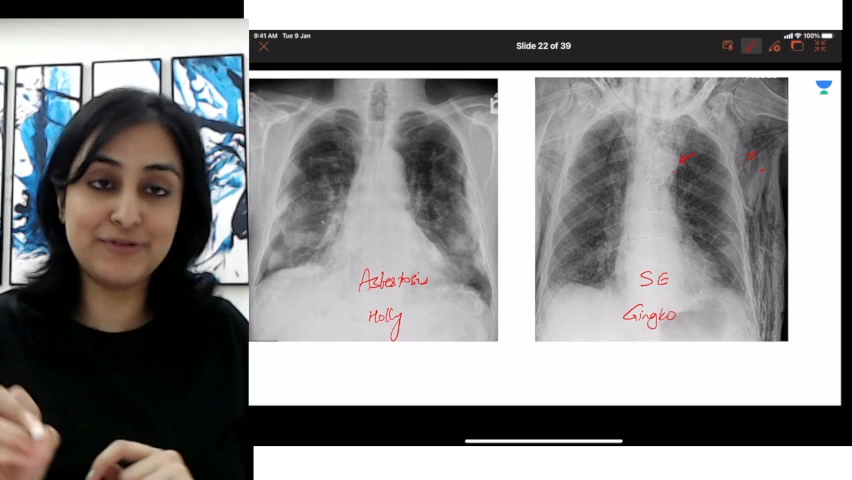 9:41 AM Tue 9 Jan
100%
Slide 22 of 39
Asbestosis
Holly
SE
Gingko